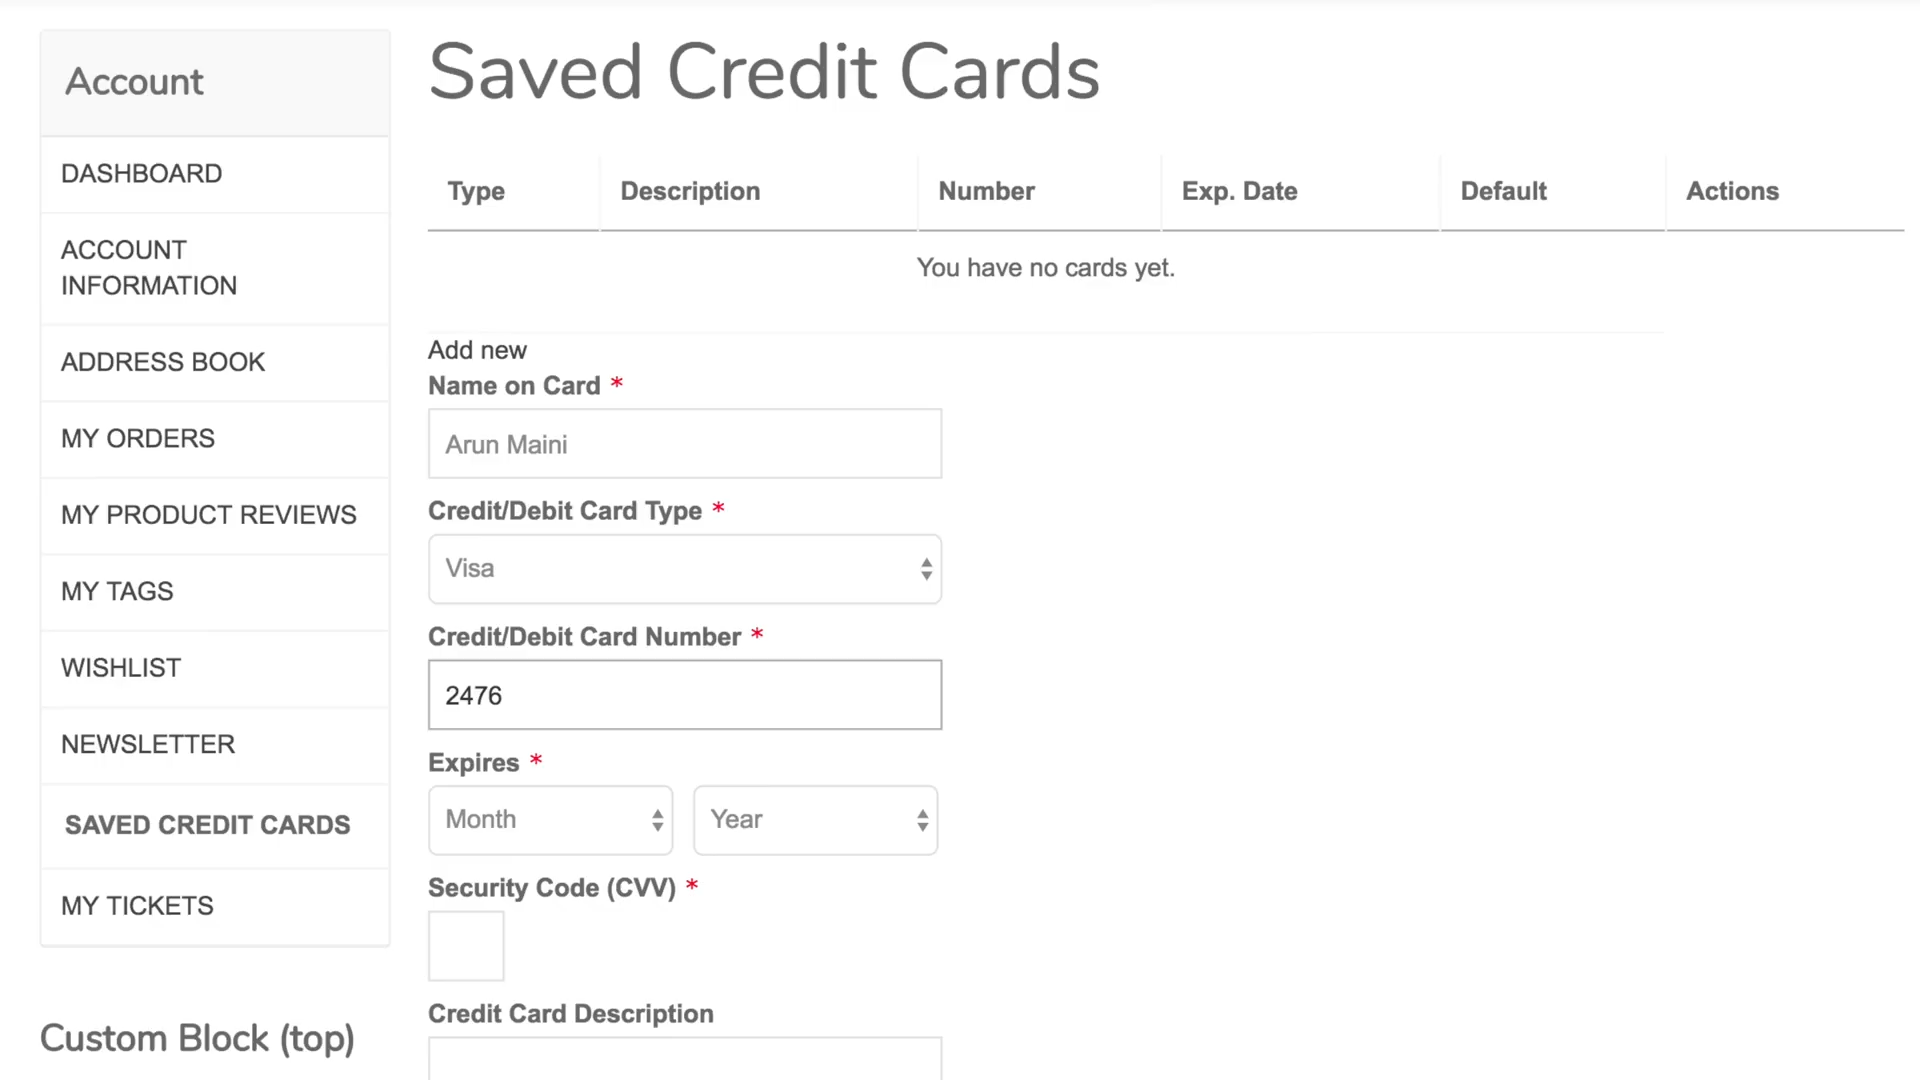 Account
DASHBOARD
ACCOUNT
INFORMATION
ADDRESS BOOK
MY ORDERS
MY PRODUCT REVIEWS
MY TAGS
WISHLIST
NEWSLETTER
SAVED CREDIT CARDS
MY TICKETS
Custom Block (top)
Saved Credit Cards
Type Description Number Exp. Date Default Actions
You have no cards yet.
Add new
Name on Card *
Arun Maini
Credit/Debit Card Type *
Visa
Credit/Debit Card Number *
2476
Expires *
Month Year
Security Code (CVV) *
Credit Card Description